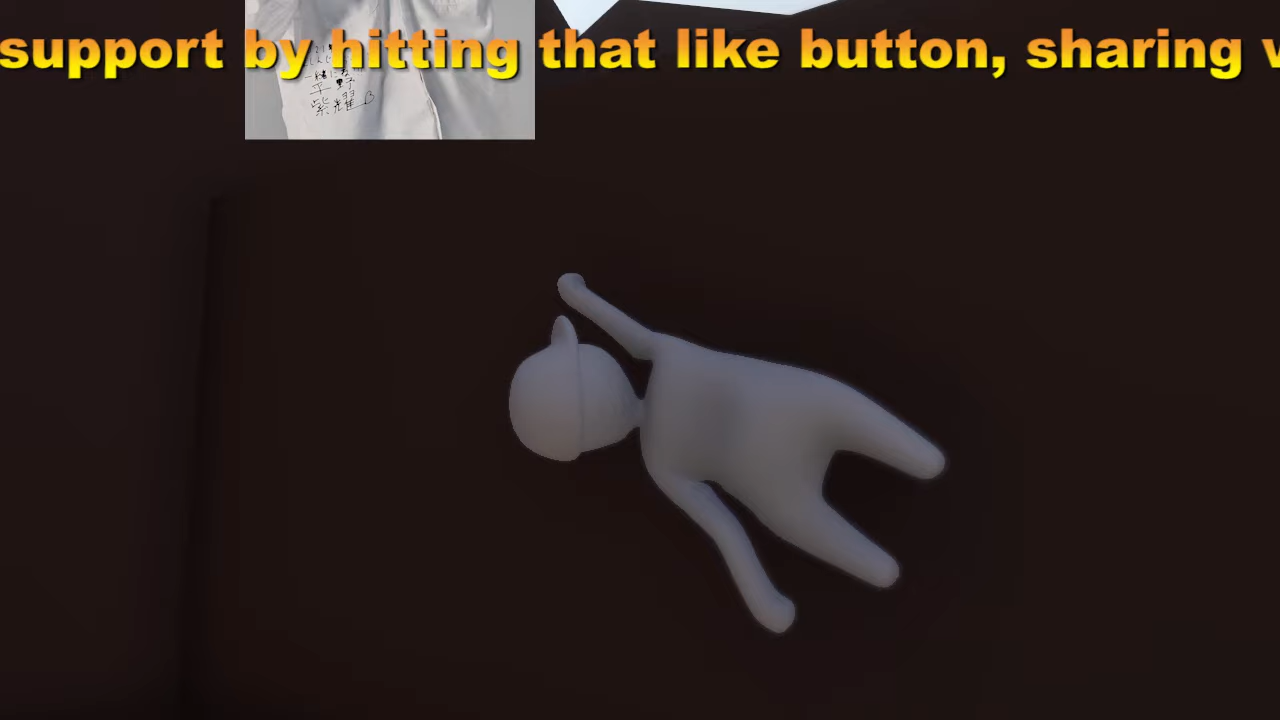 support by hitting that like button, sharing v
平野
紫耀